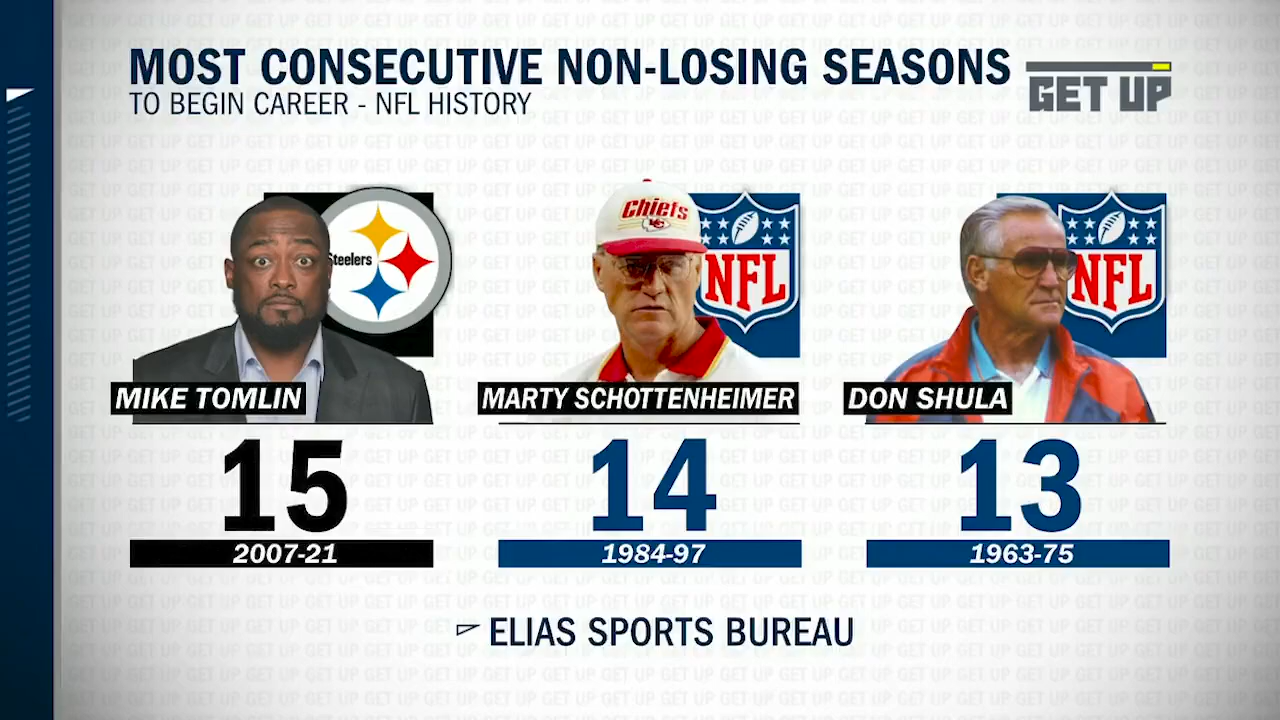 MOST CONSECUTIVE NON-LOSING SEASONS
TO BEGIN CAREER - NFL HISTORY
GET UP
Steelers
Chiefs
KC
NFL
NFL
MIKE TOMLIN
MARTY SCHOTTENHEIMER
DON SHULA
15
14
13
2007-21
1984-97
1963-75
ELIAS SPORTS BUREAU